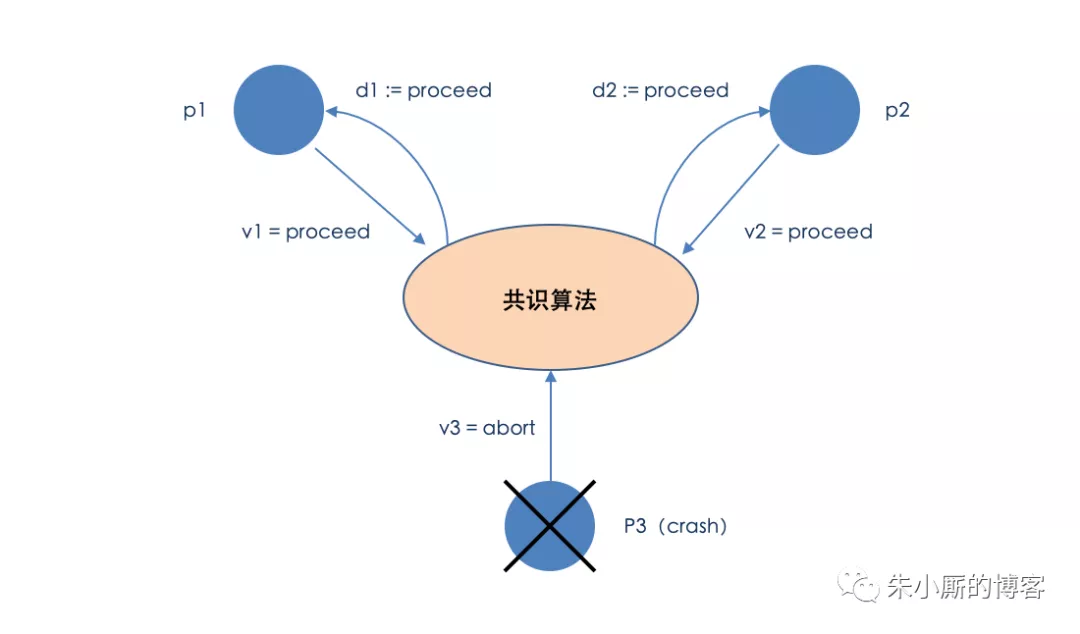 d1 := proceed
d2 := proceed
p1
p2
v1 = proceed
v2 = proceed
共识算法
v3 = abort
P3（crash）
朱小厮的博客